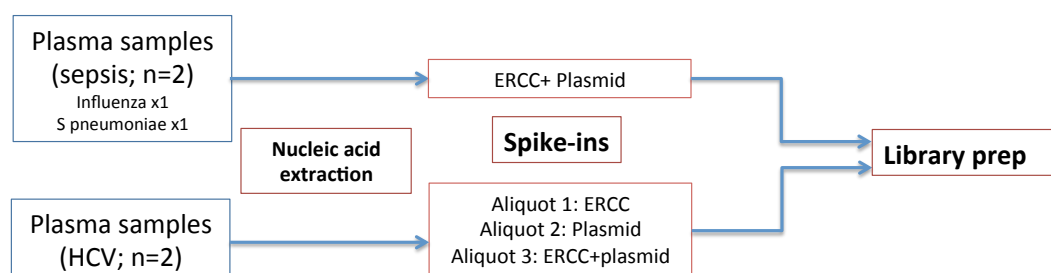 Plasma samples
(sepsis; n=2)
Influenza x1
S pneumoniae x1
ERCC+ Plasmid
Nucleic acid
extraction
Spike-ins
Library prep
Plasma samples
(HCV; n=2)
Aliquot 1: ERCC
Aliquot 2: Plasmid
Aliquot 3: ERCC+plasmid